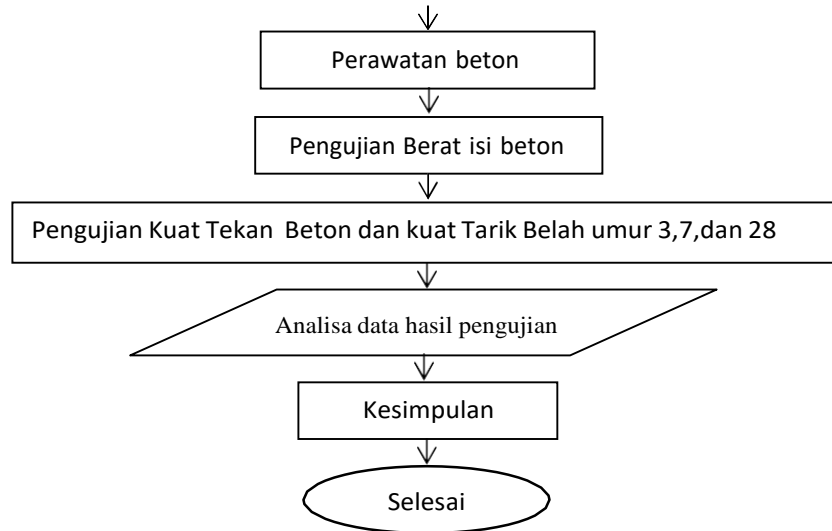 Perawatan beton
Pengujian Berat isi beton
Pengujian Kuat Tekan Beton dan kuat Tarik Belah umur 3,7,dan 28
Analisa data hasil pengujian
Kesimpulan
Selesai